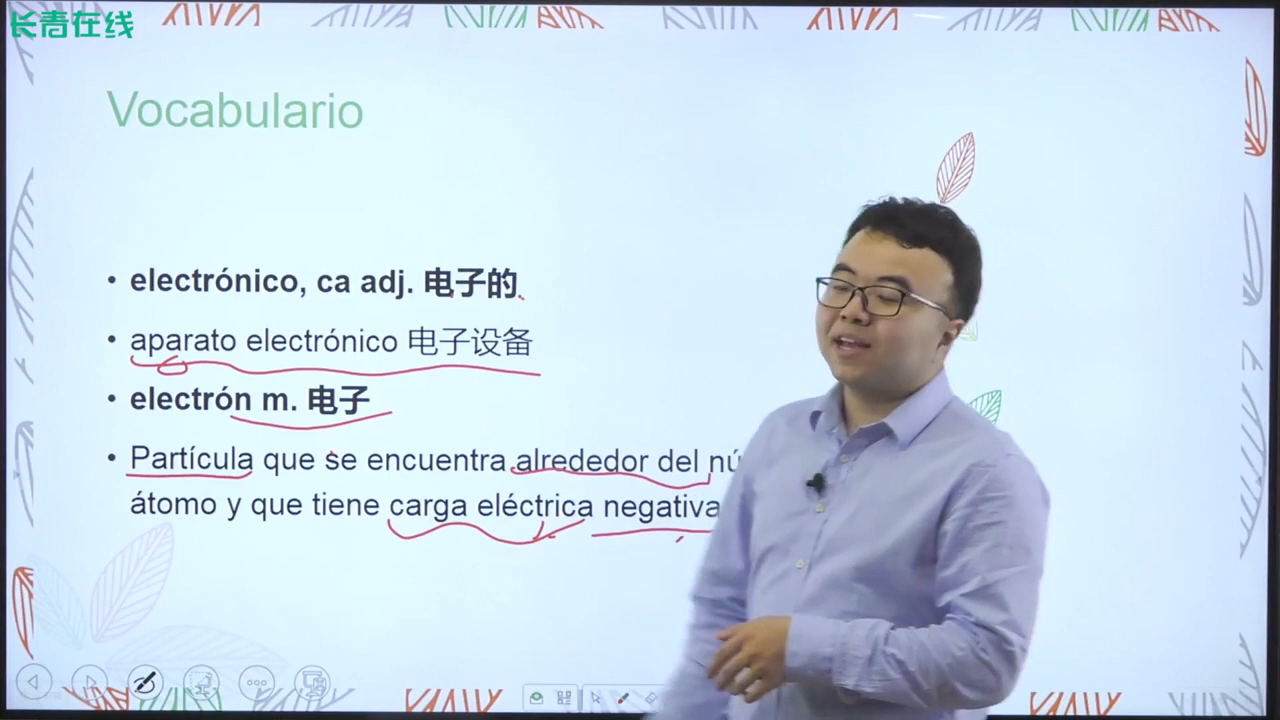 长青在线
Vocabulario
• electrónico, ca adj. 电子的
• aparato electrónico 电子设备
• electrón m. 电子
• Partícula que se encuentra alrededor del
átomo y que tiene carga eléctrica negativa